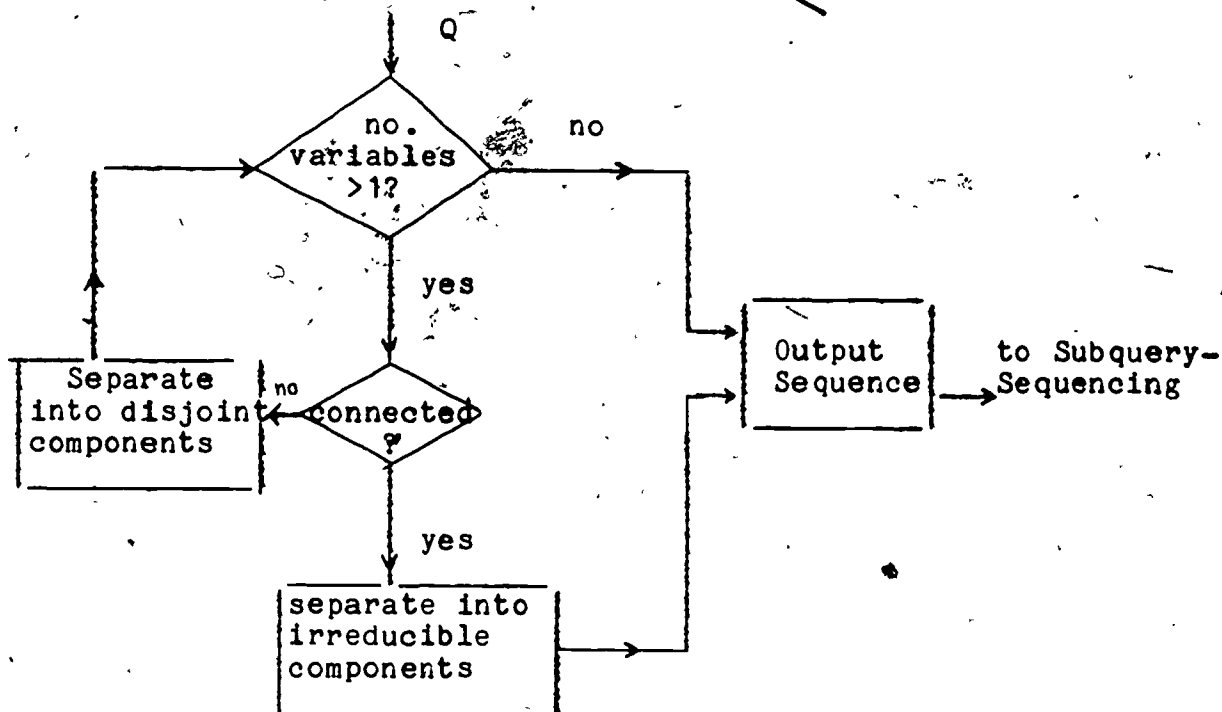 Q
no.
variables
>1?
no
yes
Separate
into disjoint
components
no
connected
?
yes
separate into
irreducible
components
Output
Sequence
to Subquery-
Sequencing